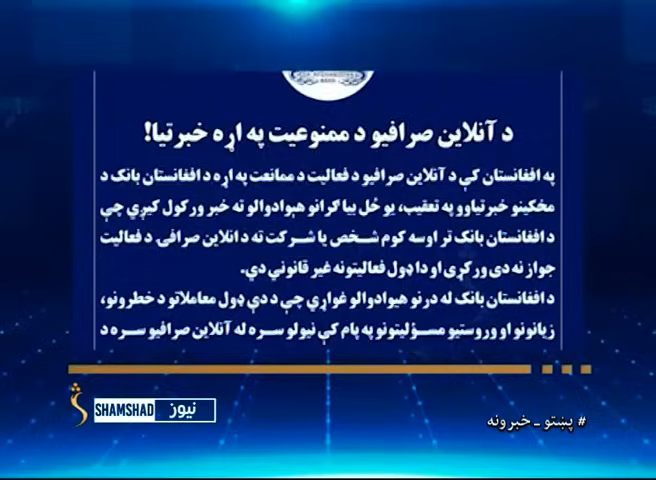 د آنلاین صرافیو د ممنوعیت په اړه خبرتیا!
په افغانستان کې د آنلاین صرافیو د فعالیت د ممانعت په اړه د افغانستان بانک د
مخکینو خبرتیاوو په تعقیب، یو ځل بیا ګرانو هېوادوالو ته خبر ورکول کیږي چې
د افغانستان بانک تر اوسه کوم شخص یا شرکت ته د انلاین صرافۍ د فعالیت
جواز نه دی ورکړی او دا ډول فعالیتونه غیر قانوني دي.
د افغانستان بانک له درنو هیوادوالو غواړي چې د دې ډول معاملاتو د خطرونو،
زیانونو او وروستیو مسؤلیتونو په پام کې نیولو سره له آنلاین صرافیو سره د
SHAMSHAD نیوز
# پښتو - خبرونه